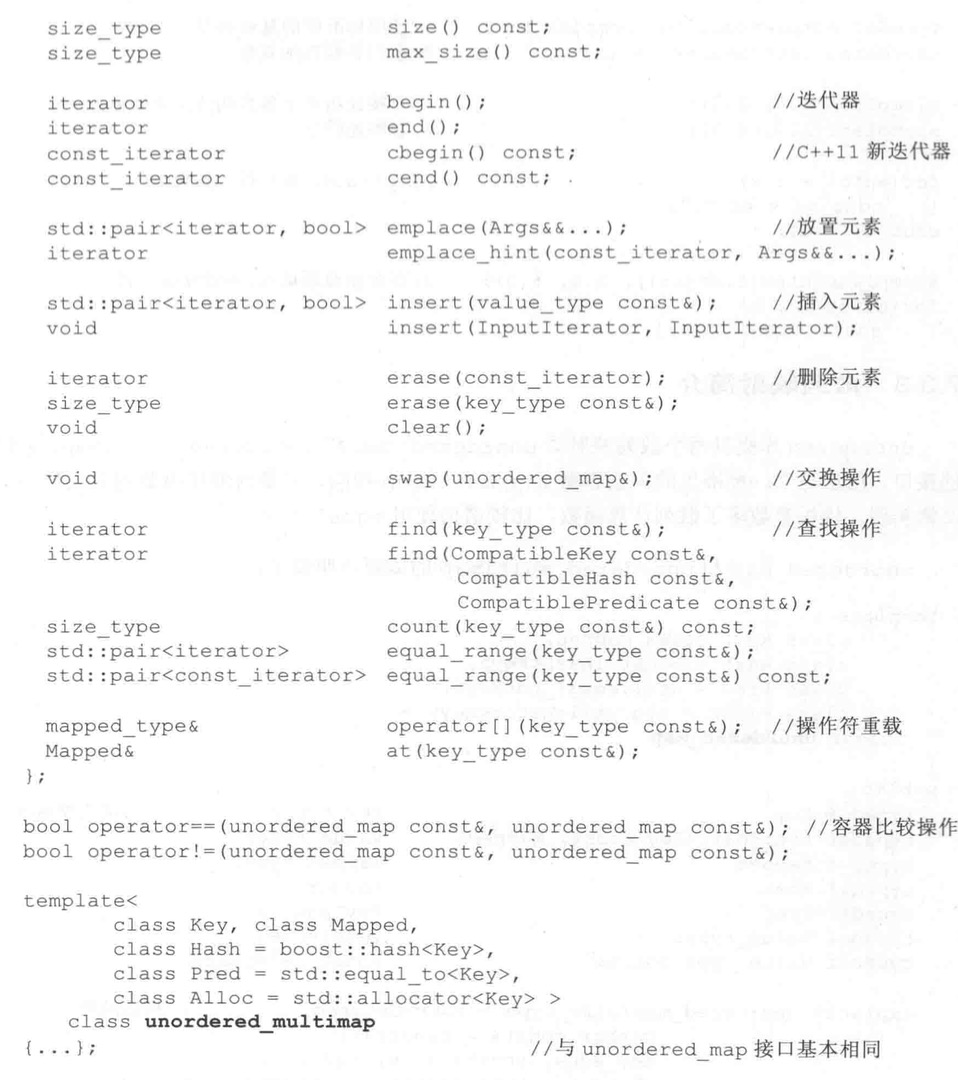 size_type size() const;
size_type max_size() const;
iterator begin(); //迭代器
iterator end();
const_iterator cbegin() const; //C++11 新迭代器
const_iterator cend() const;
std::pair<iterator, bool> emplace(Args&&...); //放置元素
iterator emplace_hint(const_iterator, Args&&...);
std::pair<iterator, bool> insert(value_type const&); //插入元素
void insert(InputIterator, InputIterator);
iterator erase(const_iterator); //删除元素
size_type erase(key_type const&);
void clear();
void swap(unordered_map&); //交换操作
iterator find(key_type const&); //查找操作
iterator find(CompatibleKey const&,
CompatibleHash const&,
CompatiblePredicate const&);
size_type count(key_type const&) const;
std::pair<iterator> equal_range(key_type const&);
std::pair<const_iterator> equal_range(key_type const&) const;
mapped_type& operator[](key_type const&); //操作符重载
Mapped& at(key_type const&);
};
bool operator==(unordered_map const&, unordered_map const&); //容器比较操作
bool operator!=(unordered_map const&, unordered_map const&);
template<
class Key, class Mapped,
class Hash = boost::hash<Key>,
class Pred = std::equal_to<Key>,
class Alloc = std::allocator<Key> >
class unordered_multimap
{...}; //与 unordered_map 接口基本相同